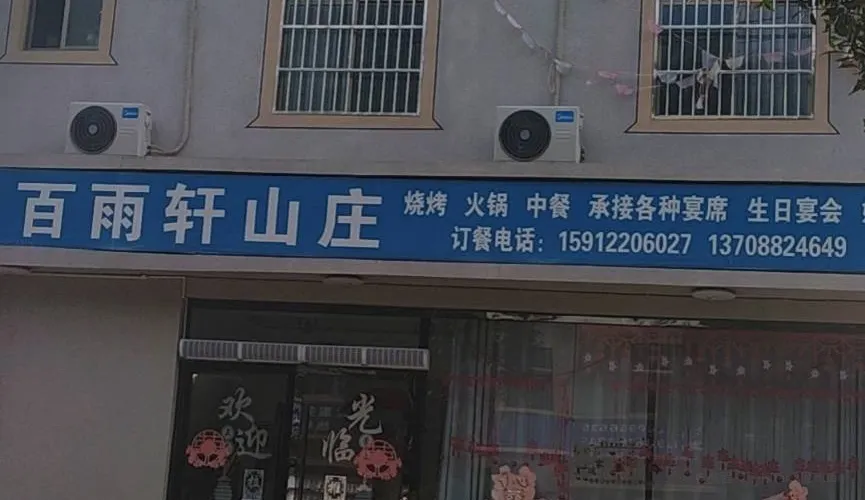 百雨轩山庄
烧烤 火锅 中餐 承接各种宴席 生日宴会
订餐电话：15912206027 13708824649
欢迎
光临
推